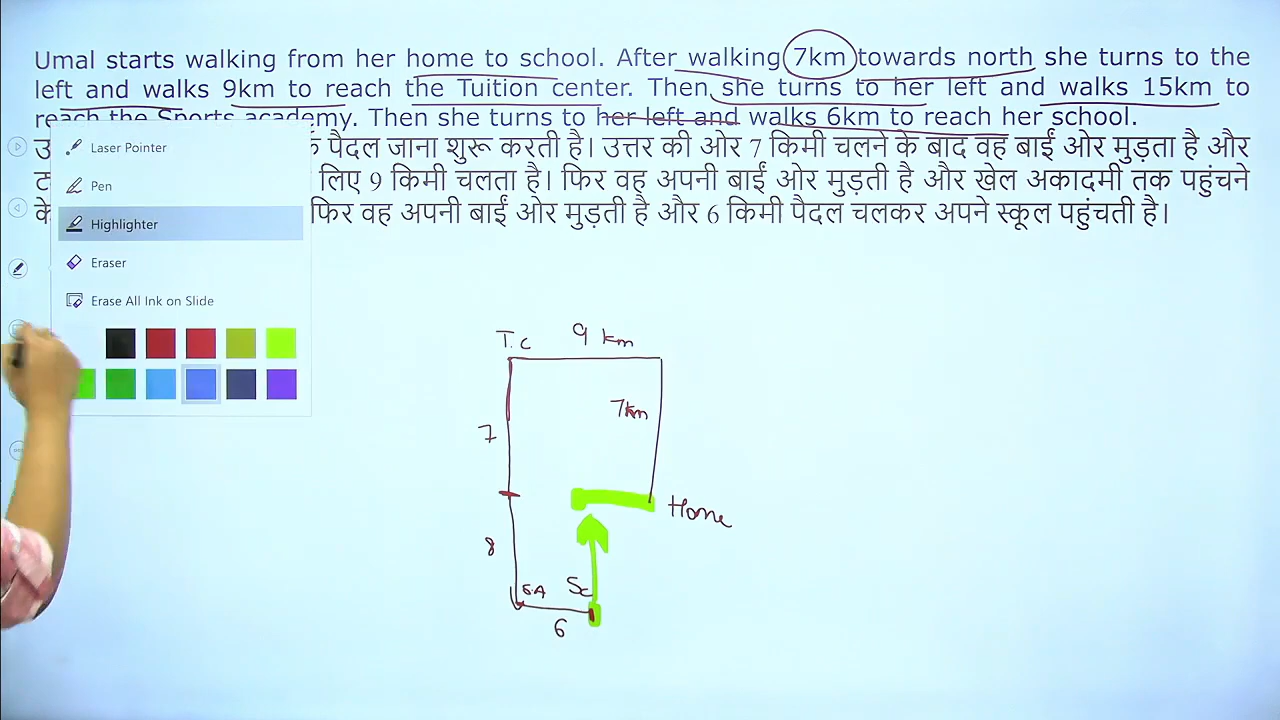 Umal starts walking from her home to school. After walking 7km towards north she turns to the
left and walks 9km to reach the Tuition center. Then she turns to her left and walks 15km to
reach the Sports academy. Then she turns to her left and walks 6km to reach her school.
पैदल जाना शुरू करती है। उत्तर की ओर 7 किमी चलने के बाद वह बाईं ओर मुड़ता है और
लिए 9 किमी चलता है। फिर वह अपनी बाईं ओर मुड़ती है और खेल अकादमी तक पहुंचने
के फिर वह अपनी बाईं ओर मुड़ती है और 6 किमी पैदल चलकर अपने स्कूल पहुंचती है।
Laser Pointer
Pen
Highlighter
Eraser
Erase All Ink on Slide
T.C 9 km
7km
7
Home
8
S.A Sc
6